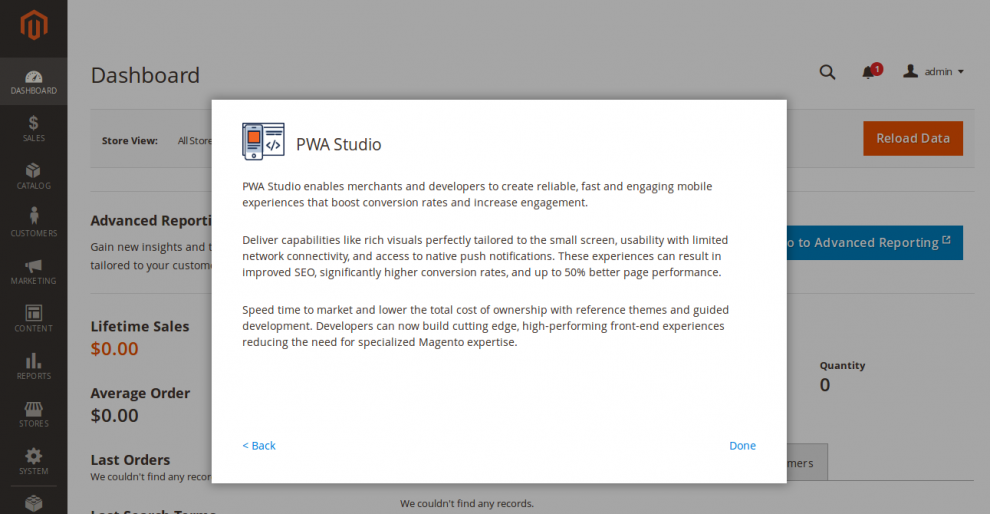 DASHBOARD
SALES
CATALOG
CUSTOMERS
MARKETING
CONTENT
REPORTS
STORES
SYSTEM
Dashboard
1
admin
Store View:
All Store
Reload Data
Advanced Reporti
Gain new insights and t
tailored to your custome
o to Advanced Reporting
Lifetime Sales
$0.00
Average Order
$0.00
Last Orders
We couldn't find any recor
Last Search Terms
Quantity
0
mers
We couldn't find any records.
PWA Studio
PWA Studio enables merchants and developers to create reliable, fast and engaging mobile
experiences that boost conversion rates and increase engagement.
Deliver capabilities like rich visuals perfectly tailored to the small screen, usability with limited
network connectivity, and access to native push notifications. These experiences can result in
improved SEO, significantly higher conversion rates, and up to 50% better page performance.
Speed time to market and lower the total cost of ownership with reference themes and guided
development. Developers can now build cutting edge, high-performing front-end experiences
reducing the need for specialized Magento expertise.
< Back
Done